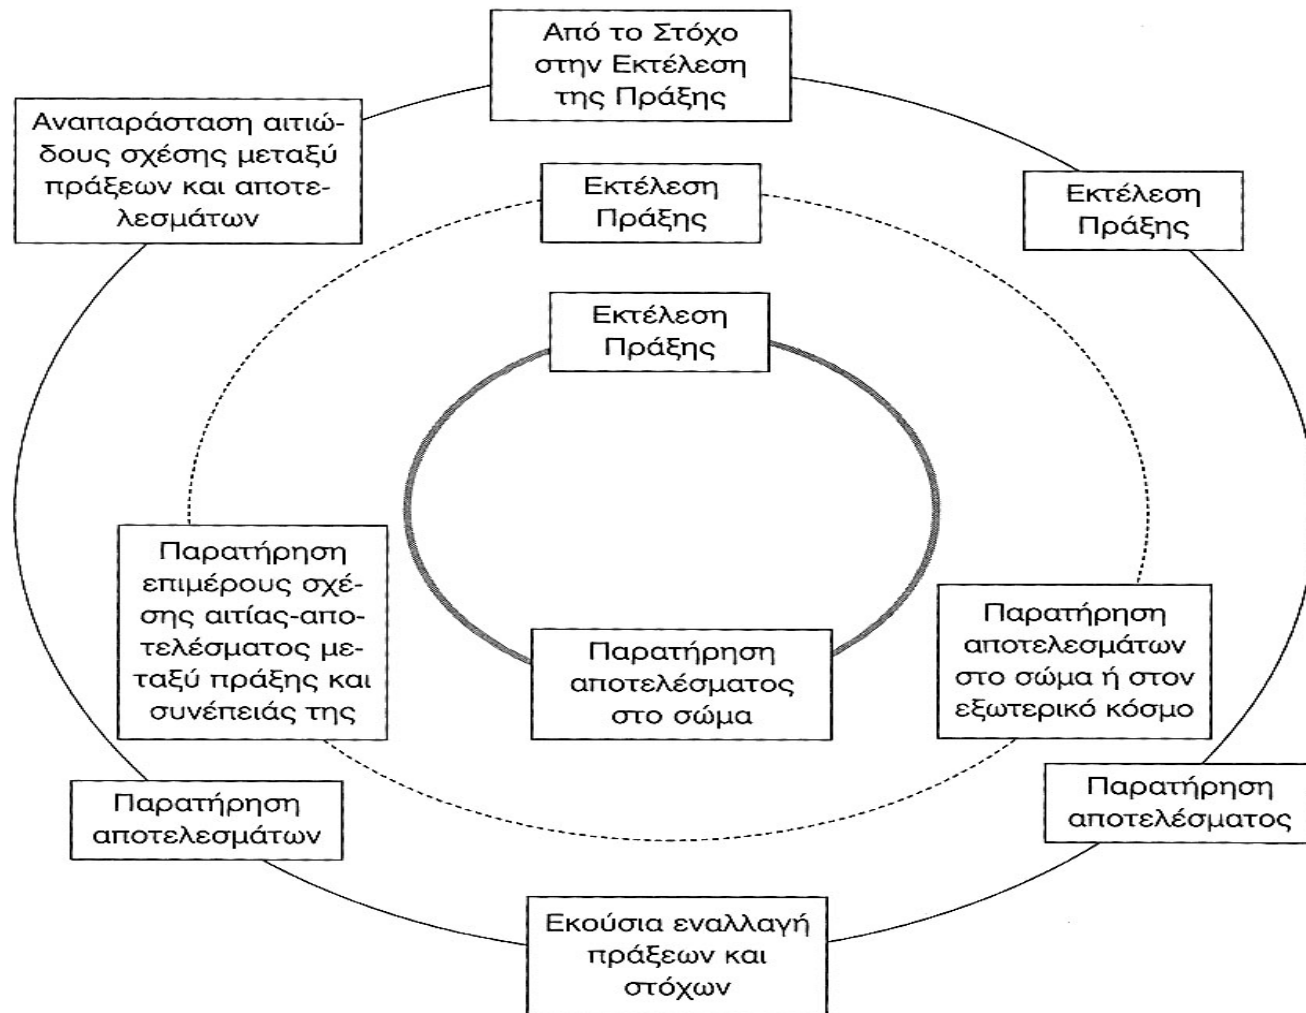 Από το Στόχο
στην Εκτέλεση
της Πράξης
Αναπαράσταση αιτιώ-
δους σχέσης μεταξύ
πράξεων και αποτε-
λεσμάτων
Εκτέλεση
Πράξης
Εκτέλεση
Πράξης
Εκτέλεση
Πράξης
Παρατήρηση
επιμέρους σχέ-
σης αιτίας-απο-
τελέσματος με-
ταξύ πράξης και
συνέπειάς της
Παρατήρηση
αποτελέσματος
στο σώμα
Παρατήρηση
αποτελεσμάτων
στο σώμα ή στον
εξωτερικό κόσμο
Παρατήρηση
αποτελεσμάτων
Παρατήρηση
αποτελέσματος
Εκούσια εναλλαγή
πράξεων και
στόχων